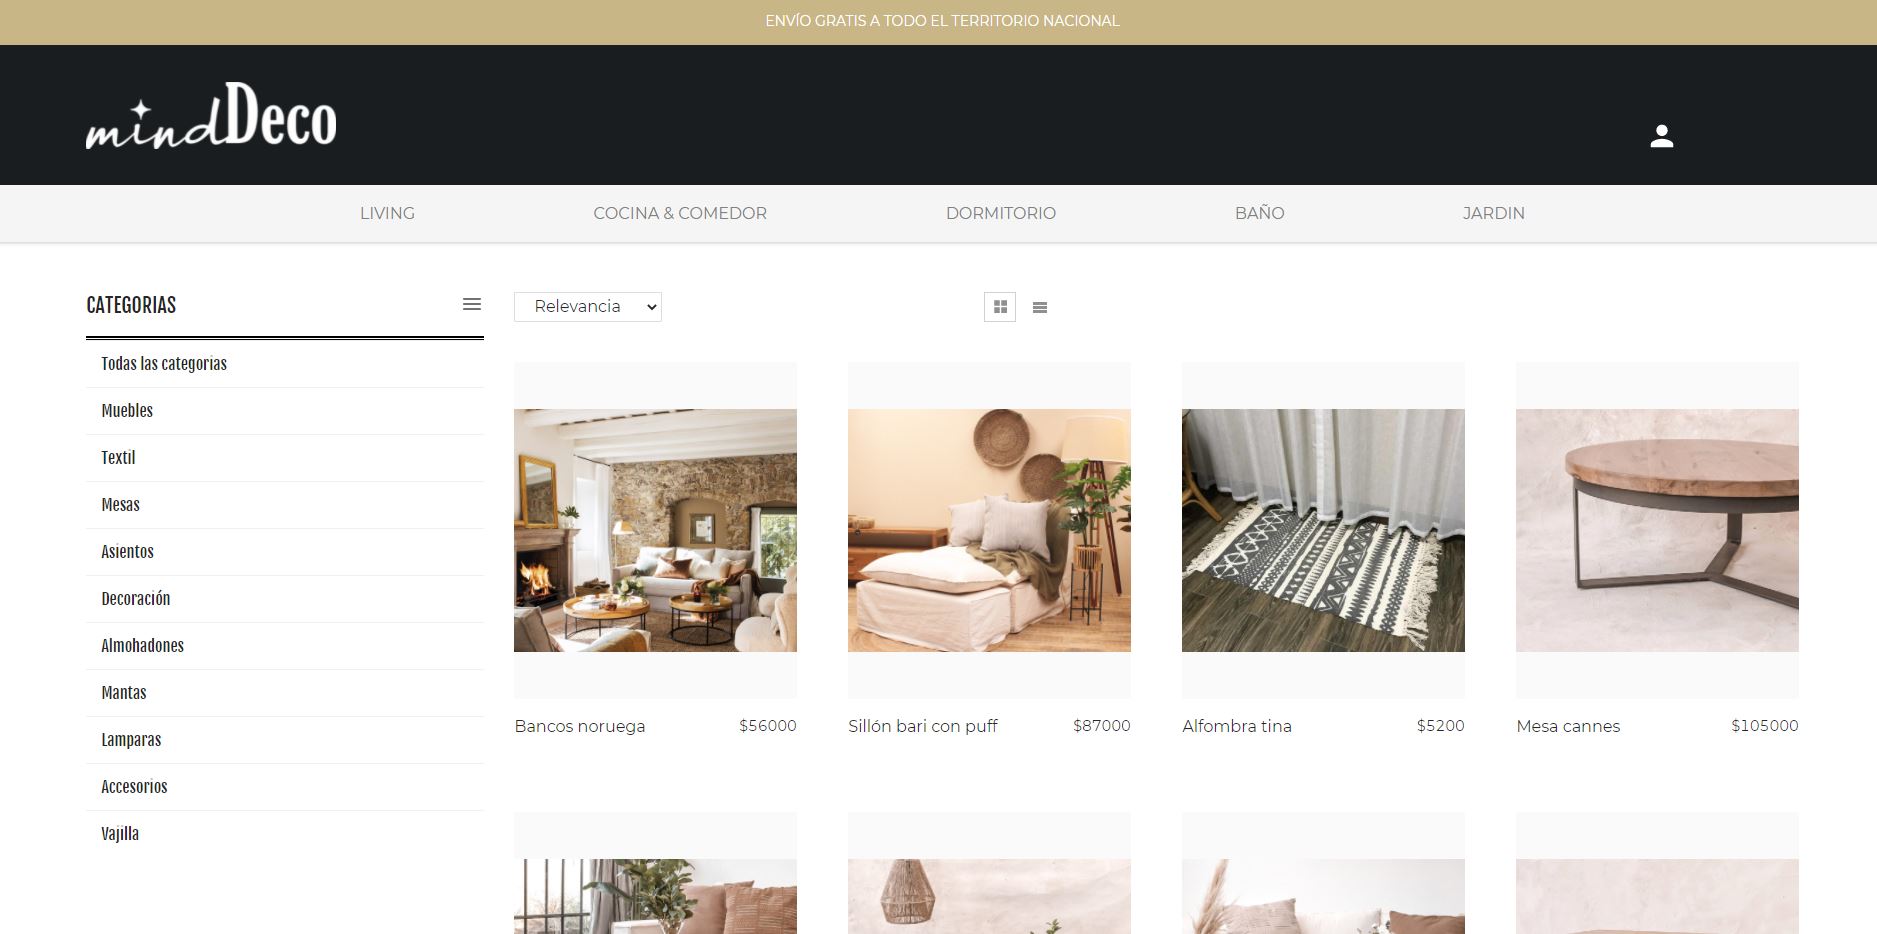 ENVÍO GRATIS A TODO EL TERRITORIO NACIONAL
mindDeco
LIVING COCINA & COMEDOR DORMITORIO BAÑO JARDIN
CATEGORIAS
Todas las categorias
Muebles
Textil
Mesas
Asientos
Decoración
Almohadones
Mantas
Lamparas
Accesorios
Vajilla
Relevancia
Bancos noruega $56000
Sillón bari con puff $87000
Alfombra tina $5200
Mesa cannes $105000